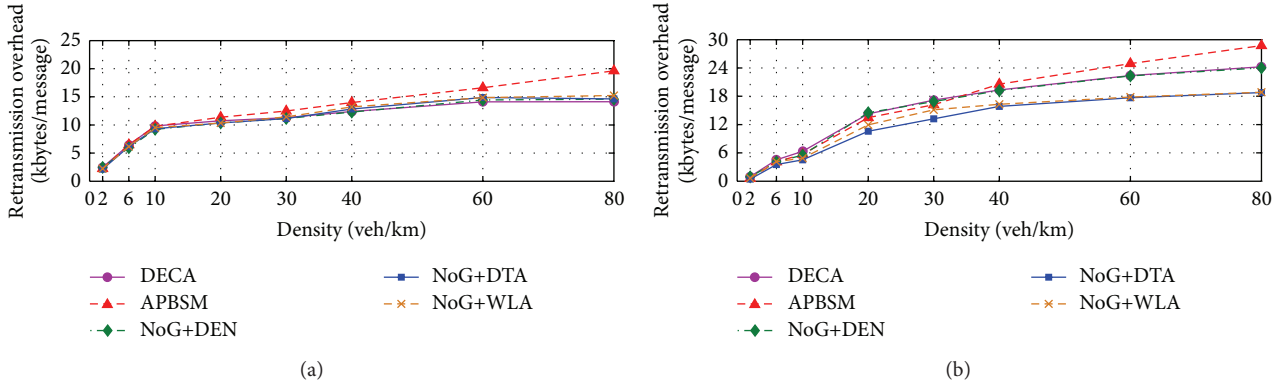 Retransmission overhead
(kbytes/message)
25
20
15
10
5
0
0 2 6 10 20 30 40 60 80
Density (veh/km)
DECA
APBSM
NoG+DEN
NoG+DTA
NoG+WLA
(a)
Retransmission overhead
(kbytes/message)
30
24
18
12
6
0
0 2 6 10 20 30 40 60 80
Density (veh/km)
DECA
APBSM
NoG+DEN
NoG+DTA
NoG+WLA
(b)